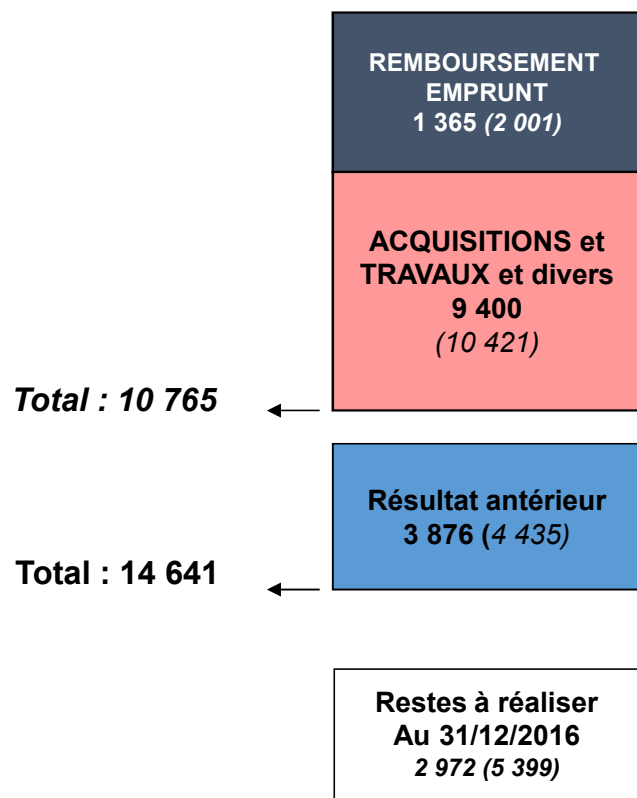 REMBOURSEMENT
EMPRUNT
1 365 (2 001)
ACQUISITIONS et
TRAVAUX et divers
9 400
(10 421)
Total : 10 765
Résultat antérieur
3 876 (4 435)
Total : 14 641
Restes à réaliser
Au 31/12/2016
2 972 (5 399)